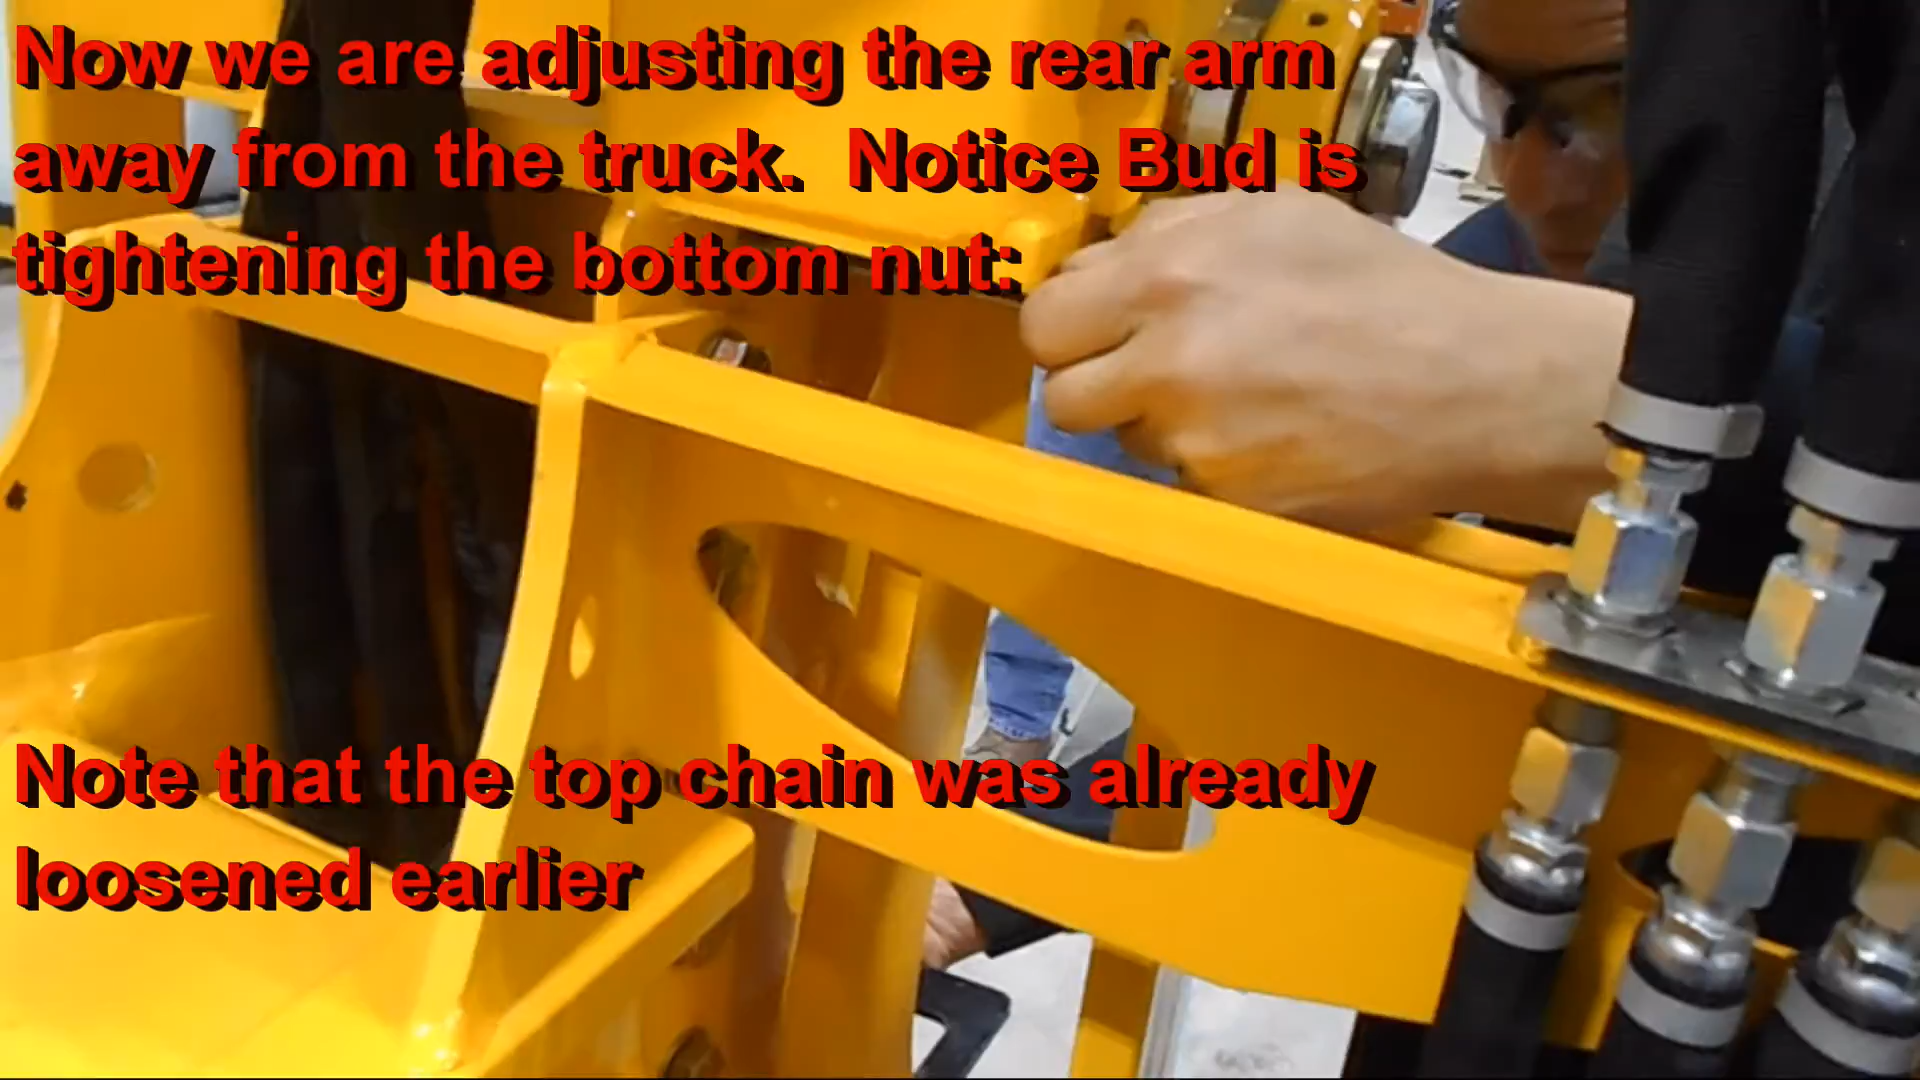 Now we are adjusting the rear arm
away from the truck.  Notice Bud is
tightening the bottom nut:
Note that the top chain was already
loosened earlier